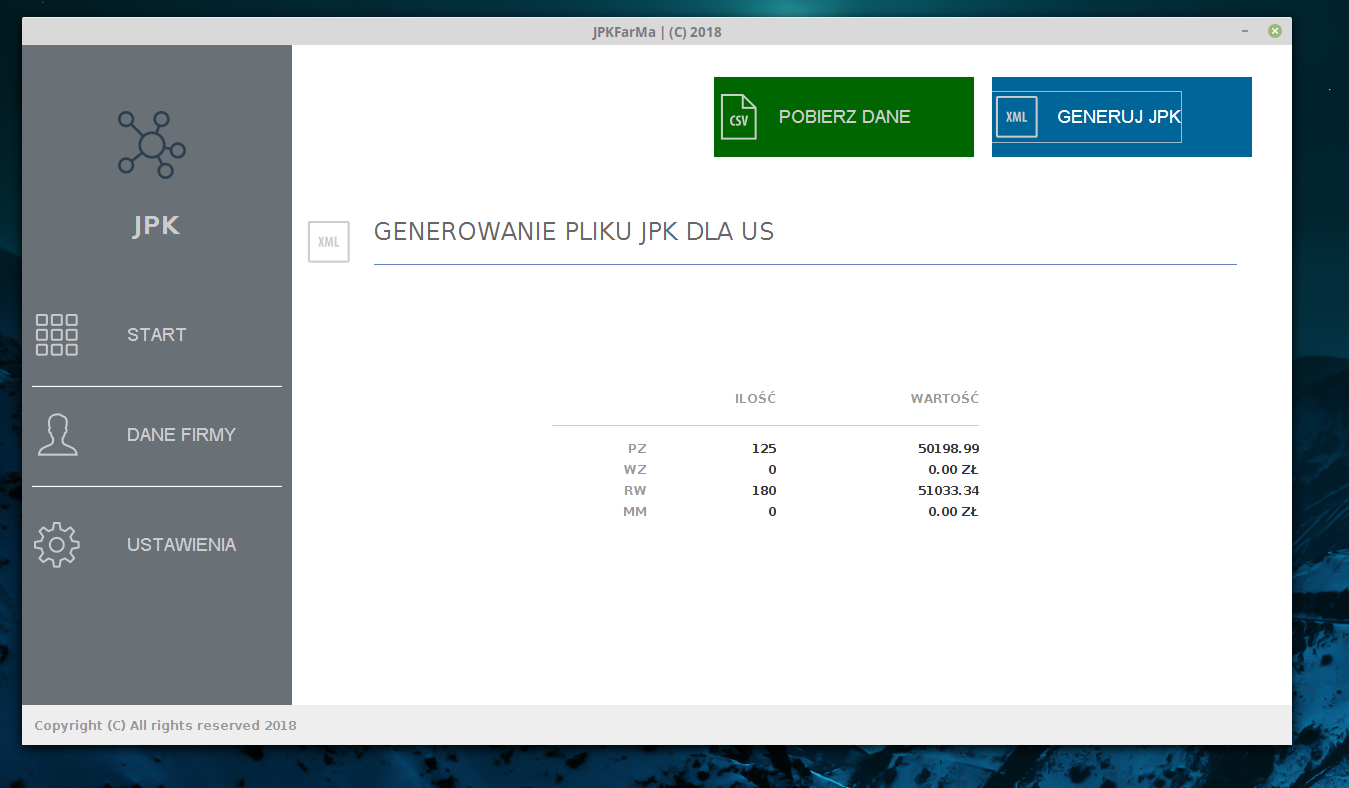 JPKFarMa | (C) 2018
CSV POBIERZ DANE
XML GENERUJ JPK
JPK
START
DANE FIRMY
USTAWIENIA
XML GENEROWANIE PLIKU JPK DLA US
ILOŚĆ WARTOŚĆ
PZ 125 50198.99
WZ 0 0.00 ZŁ
RW 180 51033.34
MM 0 0.00 ZŁ
Copyright (C) All rights reserved 2018